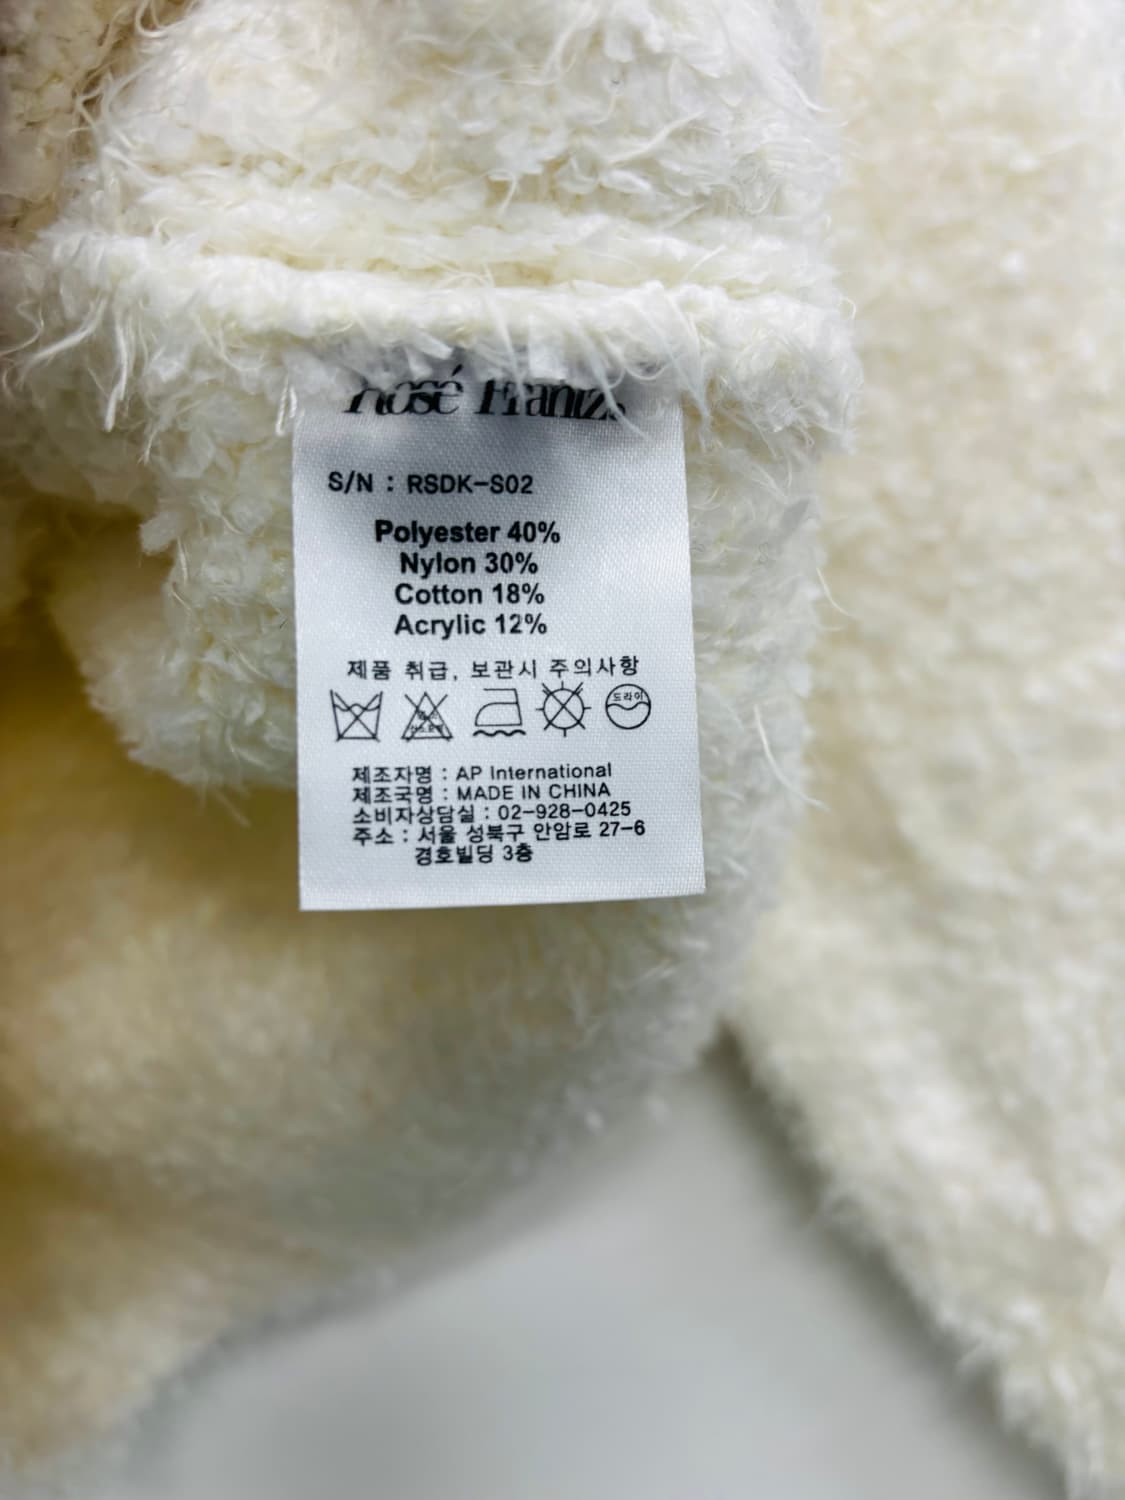 Rosé Frantzs
S/N : RSDK-S02
Polyester 40%
Nylon 30%
Cotton 18%
Acrylic 12%
제품 취급, 보관시 주의사항
드라이
제조자명 : AP International
제조국명 : MADE IN CHINA
소비자상담실 : 02-928-0425
주소 : 서울 성북구 안암로 27-6
경호빌딩 3층